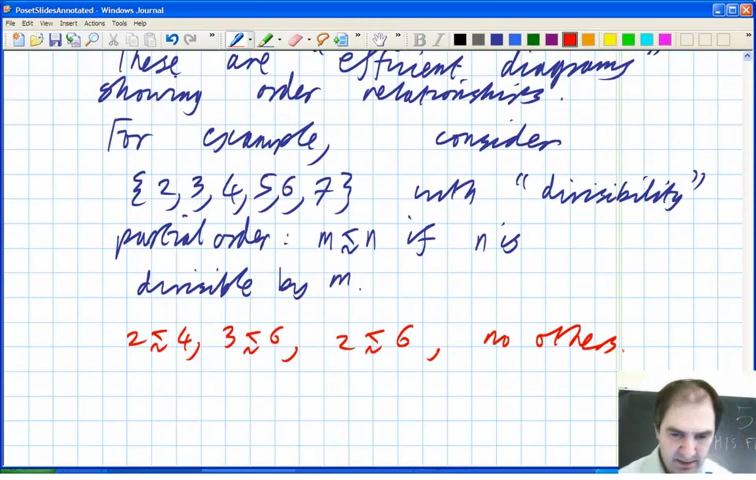 PosetSlidesAnnotated - Windows Journal
File Edit View Insert Actions Tools Help
These are "efficient diagrams"
showing order relationships.
For example, consider
{2,3,4,5,6,7} with "divisibility"
partial order: m ≾ n if n is
divisible by m.
2 ≾ 4, 3 ≾ 6, 2 ≾ 6, no others.
5
HIS F